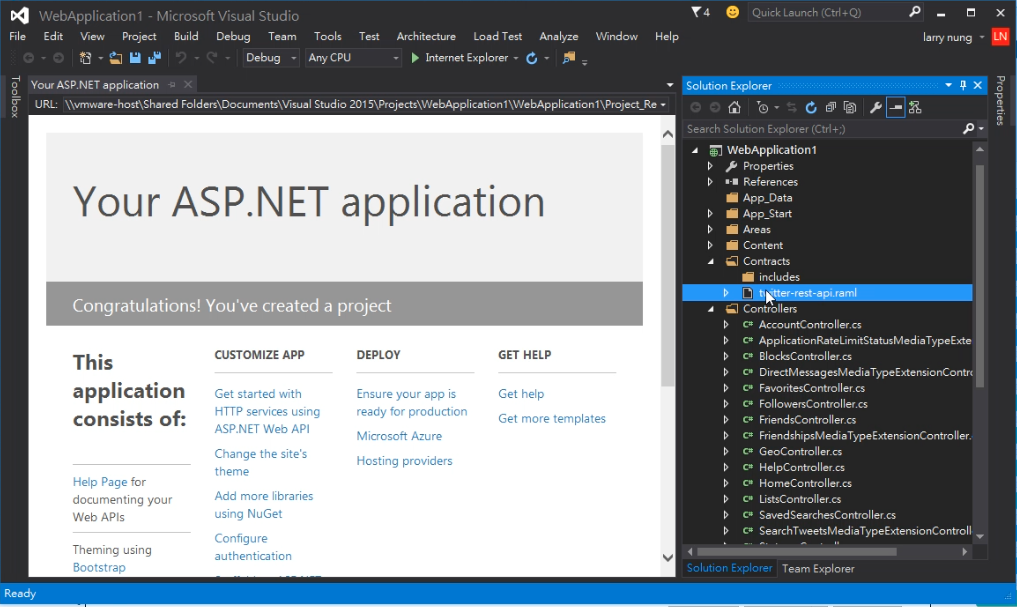 WebApplication1 - Microsoft Visual Studio
4
Quick Launch (Ctrl+Q)
File Edit View Project Build Debug Team Tools Test Architecture Load Test Analyze Window Help
larry nung
LN
Debug Any CPU Internet Explorer
Toolbox
Your ASP.NET application
URL: \\vmware-host\Shared Folders\Documents\Visual Studio 2015\Projects\WebApplication1\WebApplication1\Project_Re
Your ASP.NET application
Congratulations! You've created a project
This
application
consists of:
Help Page for
documenting your
Web APIs
Theming using
Bootstrap
CUSTOMIZE APP
Get started with
HTTP services using
ASP.NET Web API
Change the site's
theme
Add more libraries
using NuGet
Configure
authentication
DEPLOY
Ensure your app is
ready for production
Microsoft Azure
Hosting providers
GET HELP
Get help
Get more templates
Solution Explorer
Search Solution Explorer (Ctrl+;)
WebApplication1
Properties
References
App_Data
App_Start
Areas
Content
Contracts
includes
twitter-rest-api.raml
Controllers
C# AccountController.cs
C# ApplicationRateLimitStatusMediaTypeExte
C# BlocksController.cs
C# DirectMessagesMediaTypeExtensionContro
C# FavoritesController.cs
C# FollowersController.cs
C# FriendsController.cs
C# FriendshipsMediaTypeExtensionController.
C# GeoController.cs
C# HelpController.cs
C# HomeController.cs
C# ListsController.cs
C# SavedSearchesController.cs
C# SearchTweetsMediaTypeExtensionControll
Solution Explorer Team Explorer
Properties
Ready